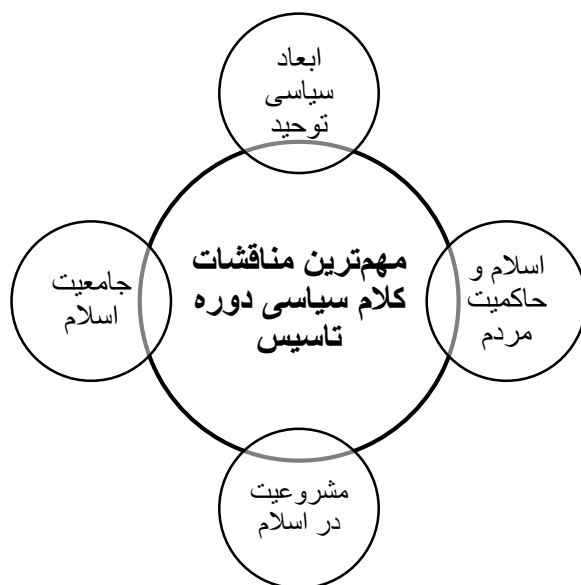 ابعاد
سیاسی
توحید
مهم‌ترین مناقشات
کلام سیاسی دوره
تاسیس
اسلام و
حاکمیت
مردم
جامعیت
اسلام
مشروعیت
در اسلام